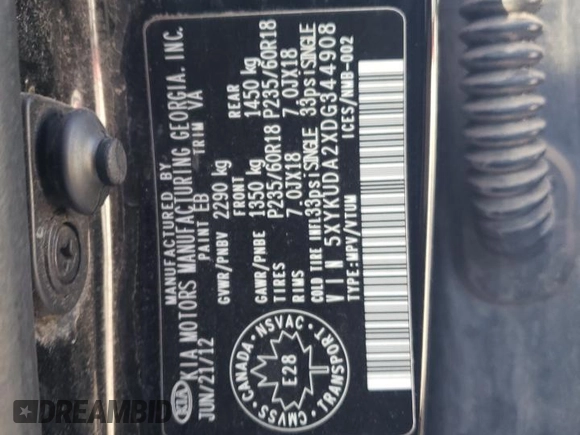 MANUFACTURED BY
KIA KIA MOTORS MANUFACTURING GEORGIA. INC.
JUN/21/12 PAINT EB TRIM VA
GVWR/PNBV 2290 kg
FRONT REAR
GAWR/PNBE 1350 kg 1450 kg
TIRES P235/60R18 P235/60R18
RIMS 7.0JX18 7.0JX18
COLD TIRE INFL. 33psi SINGLE 33psi SINGLE
VIN 5XYKUDA2XDG344908
TYPE:MPV/VTUM ICES/NMB-002
CANADA · NSVAC · TRANSPORT · CMVSS
E28
DREAMBID